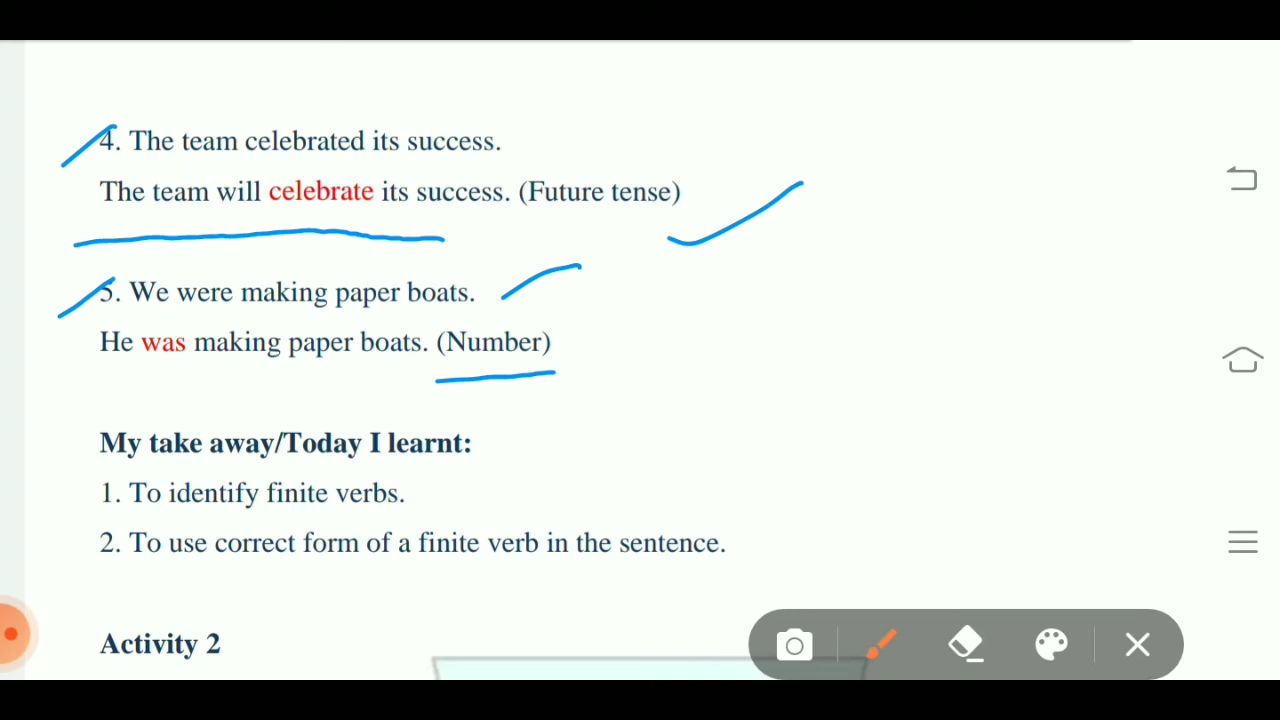 4. The team celebrated its success.
The team will celebrate its success. (Future tense)
5. We were making paper boats.
He was making paper boats. (Number)
My take away/Today I learnt:
1. To identify finite verbs.
2. To use correct form of a finite verb in the sentence.
Activity 2